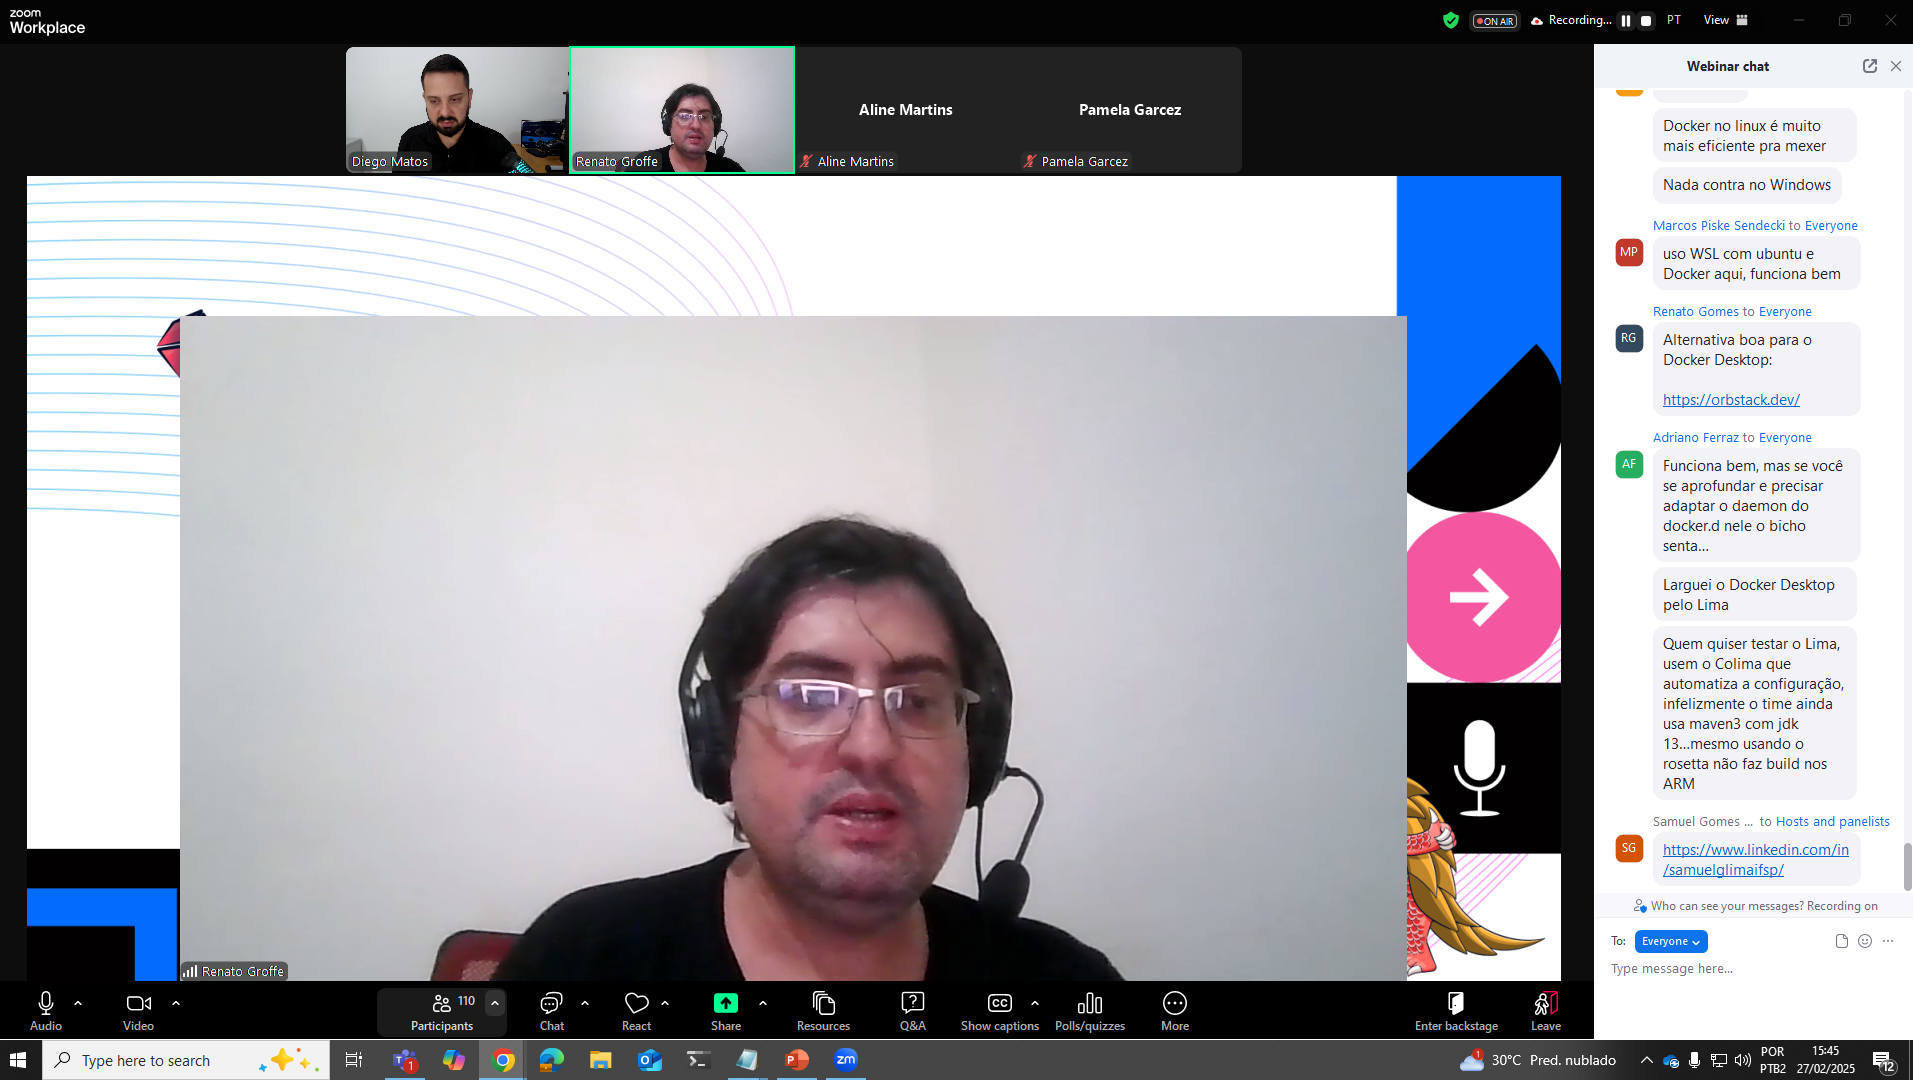 zoom
Workplace
ON AIR
Recording...
PT
View
Diego Matos
Renato Groffe
Aline Martins
Aline Martins
Pamela Garcez
Pamela Garcez
Renato Groffe
Webinar chat
Docker no linux é muito
mais eficiente pra mexer
Nada contra no Windows
Marcos Piske Sendecki to Everyone
MP
uso WSL com ubuntu e
Docker aqui, funciona bem
Renato Gomes to Everyone
RG
Alternativa boa para o
Docker Desktop:
https://orbstack.dev/
Adriano Ferraz to Everyone
AF
Funciona bem, mas se você
se aprofundar e precisar
adaptar o daemon do
docker.d nele o bicho
senta...
Larguei o Docker Desktop
pelo Lima
Quem quiser testar o Lima,
usem o Colima que
automatiza a configuração,
infelizmente o time ainda
usa maven3 com jdk
13...mesmo usando o
rosetta não faz build nos
ARM
Samuel Gomes ... to Hosts and panelists
SG
https://www.linkedin.com/in
/samuelglimaifsp/
Who can see your messages? Recording on
To: Everyone
Type message here...
Audio
Video
110
Participants
Chat
React
Share
Resources
Q&A
CC
Show captions
Polls/quizzes
More
Enter backstage
Leave
Type here to search
1
zm
1
30°C Pred. nublado
POR
PTB2
15:45
27/02/2025
12